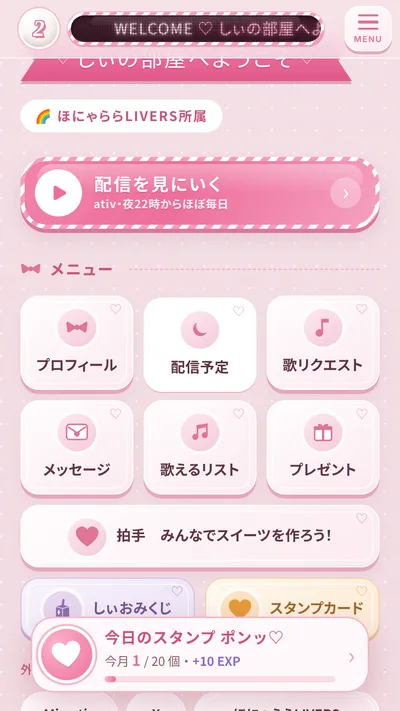 2
WELCOME ♡ しぃの部屋へよ
MENU
♡ しぃの部屋へようこそ ♡
🌈 ほにゃららLIVERS所属
配信を見にいく
ativ・夜22時からほぼ毎日
メニュー
プロフィール
配信予定
歌リクエスト
メッセージ
歌えるリスト
プレゼント
拍手 みんなでスイーツを作ろう!
しぃおみくじ
スタンプカード
今日のスタンプ ポンッ♡
今月 1 / 20 個・+10 EXP
外